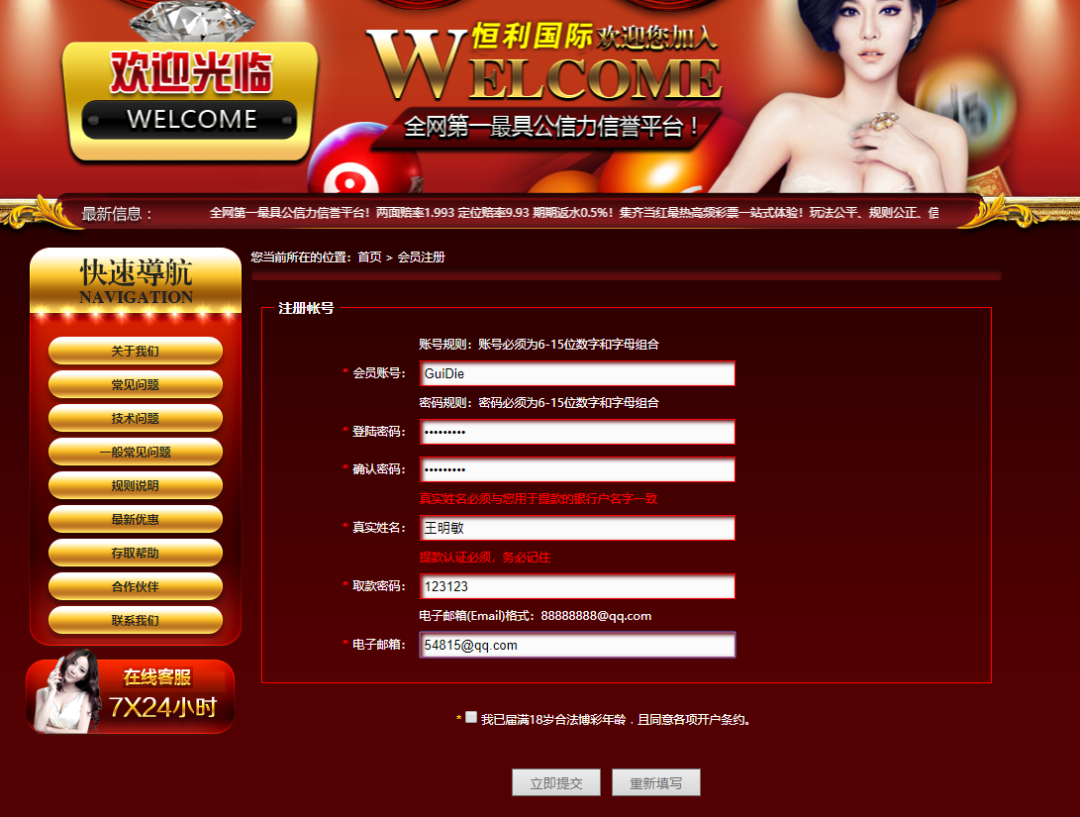 欢迎光临
WELCOME
恒利国际 欢迎您加入
WELCOME
全网第一最具公信力信誉平台！
最新信息：
全网第一最具公信力信誉平台！两面赔率1.993 定位赔率9.93 期期返水0.5%！集齐当红最热高频彩票一站式体验！玩法公平、规则公正、信
快速導航
NAVIGATION
关于我们
常见问题
技术问题
一般常见问题
规则说明
最新优惠
存取帮助
合作伙伴
联系我们
在线客服
7X24小时
您当前所在的位置：首页 > 会员注册
注册帐号
账号规则：账号必须为6-15位数字和字母组合
* 会员账号： GuiDie
密码规则：密码必须为6-15位数字和字母组合
* 登陆密码： •••••••••
* 确认密码： •••••••••
真实姓名必须与您用于提款的银行户名字一致
* 真实姓名： 王明敏
提款认证必须，务必记住
* 取款密码： 123123
电子邮箱(Email)格式：88888888@qq.com
* 电子邮箱： 54815@qq.com
* 我已届满18岁合法博彩年龄﹐且同意各项开户条约。
立即提交 重新填写